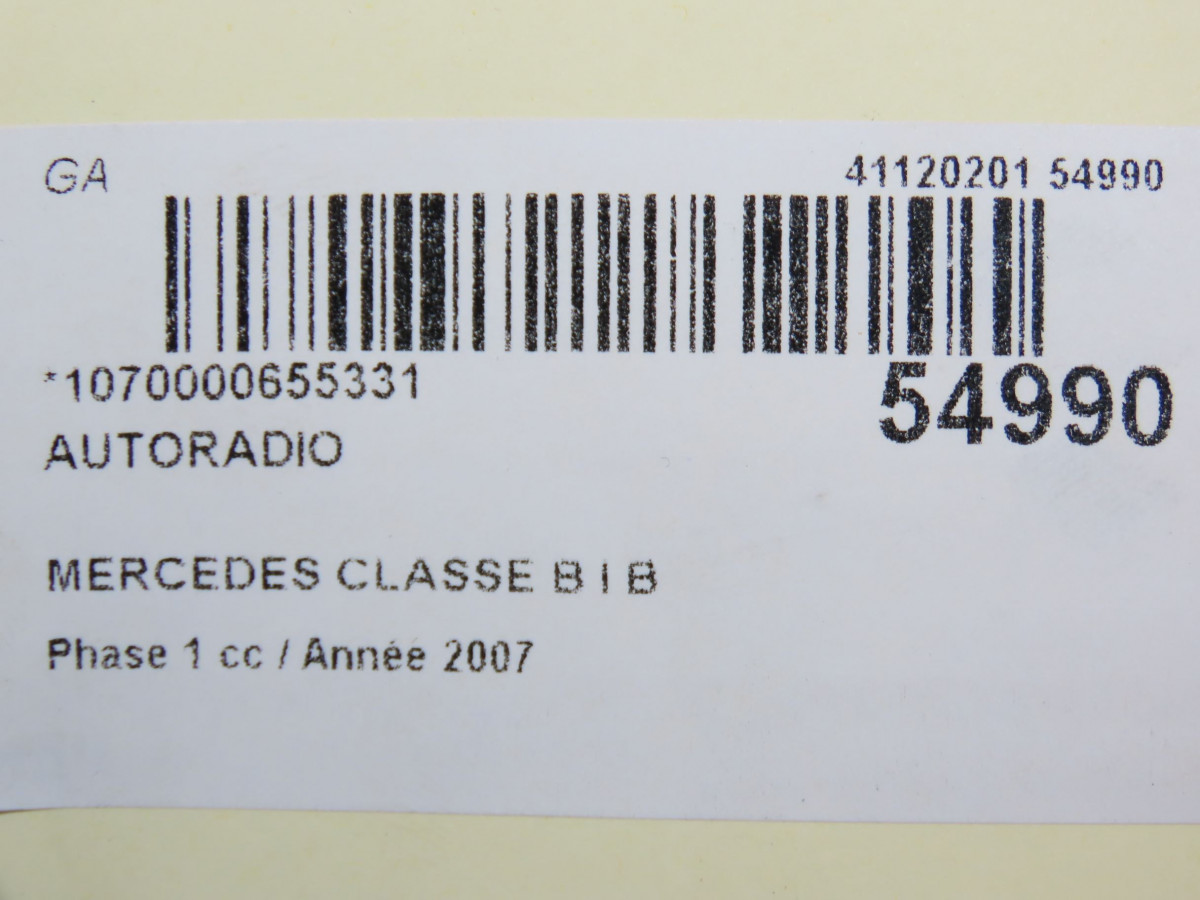 GA
41120201 54990
*1070000655331
54990
AUTORADIO
MERCEDES CLASSE B I B
Phase 1 cc / Année 2007